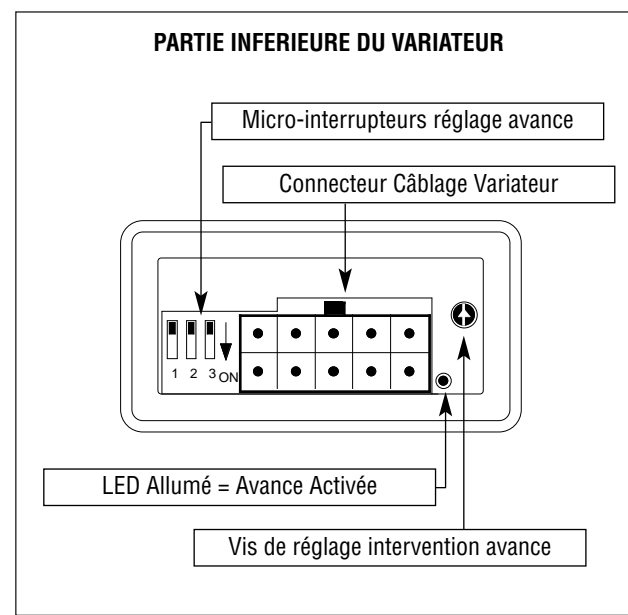 PARTIE INFERIEURE DU VARIATEUR
Micro-interrupteurs réglage avance
Connecteur Câblage Variateur
1 2 3 ON
LED Allumé = Avance Activée
Vis de réglage intervention avance